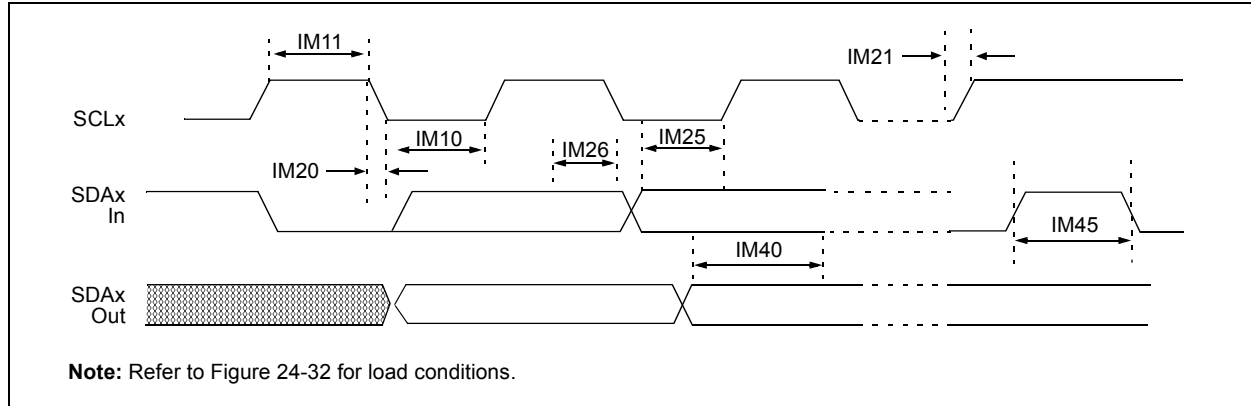 IM11
IM21
SCLx
IM10
IM26
IM25
IM20
SDAx
In
IM45
IM40
SDAx
Out
Note: Refer to Figure 24-32 for load conditions.